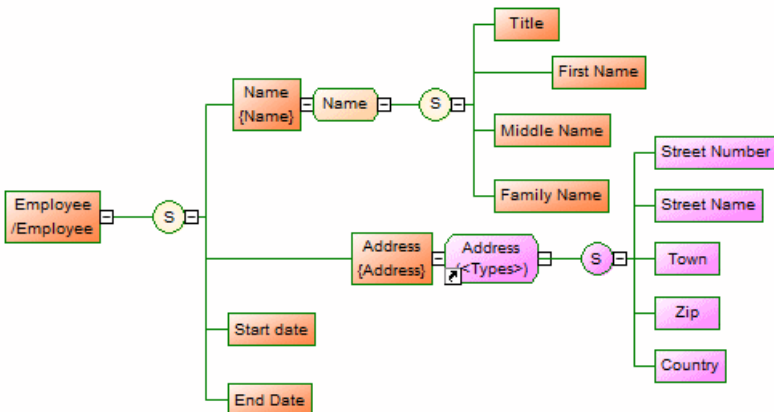 Title
First Name
Name
{Name}
Name
S
Middle Name
Family Name
Street Number
Street Name
Employee
/Employee
S
Address
{Address}
Address
(<Types>)
S
Town
Zip
Country
Start date
End Date